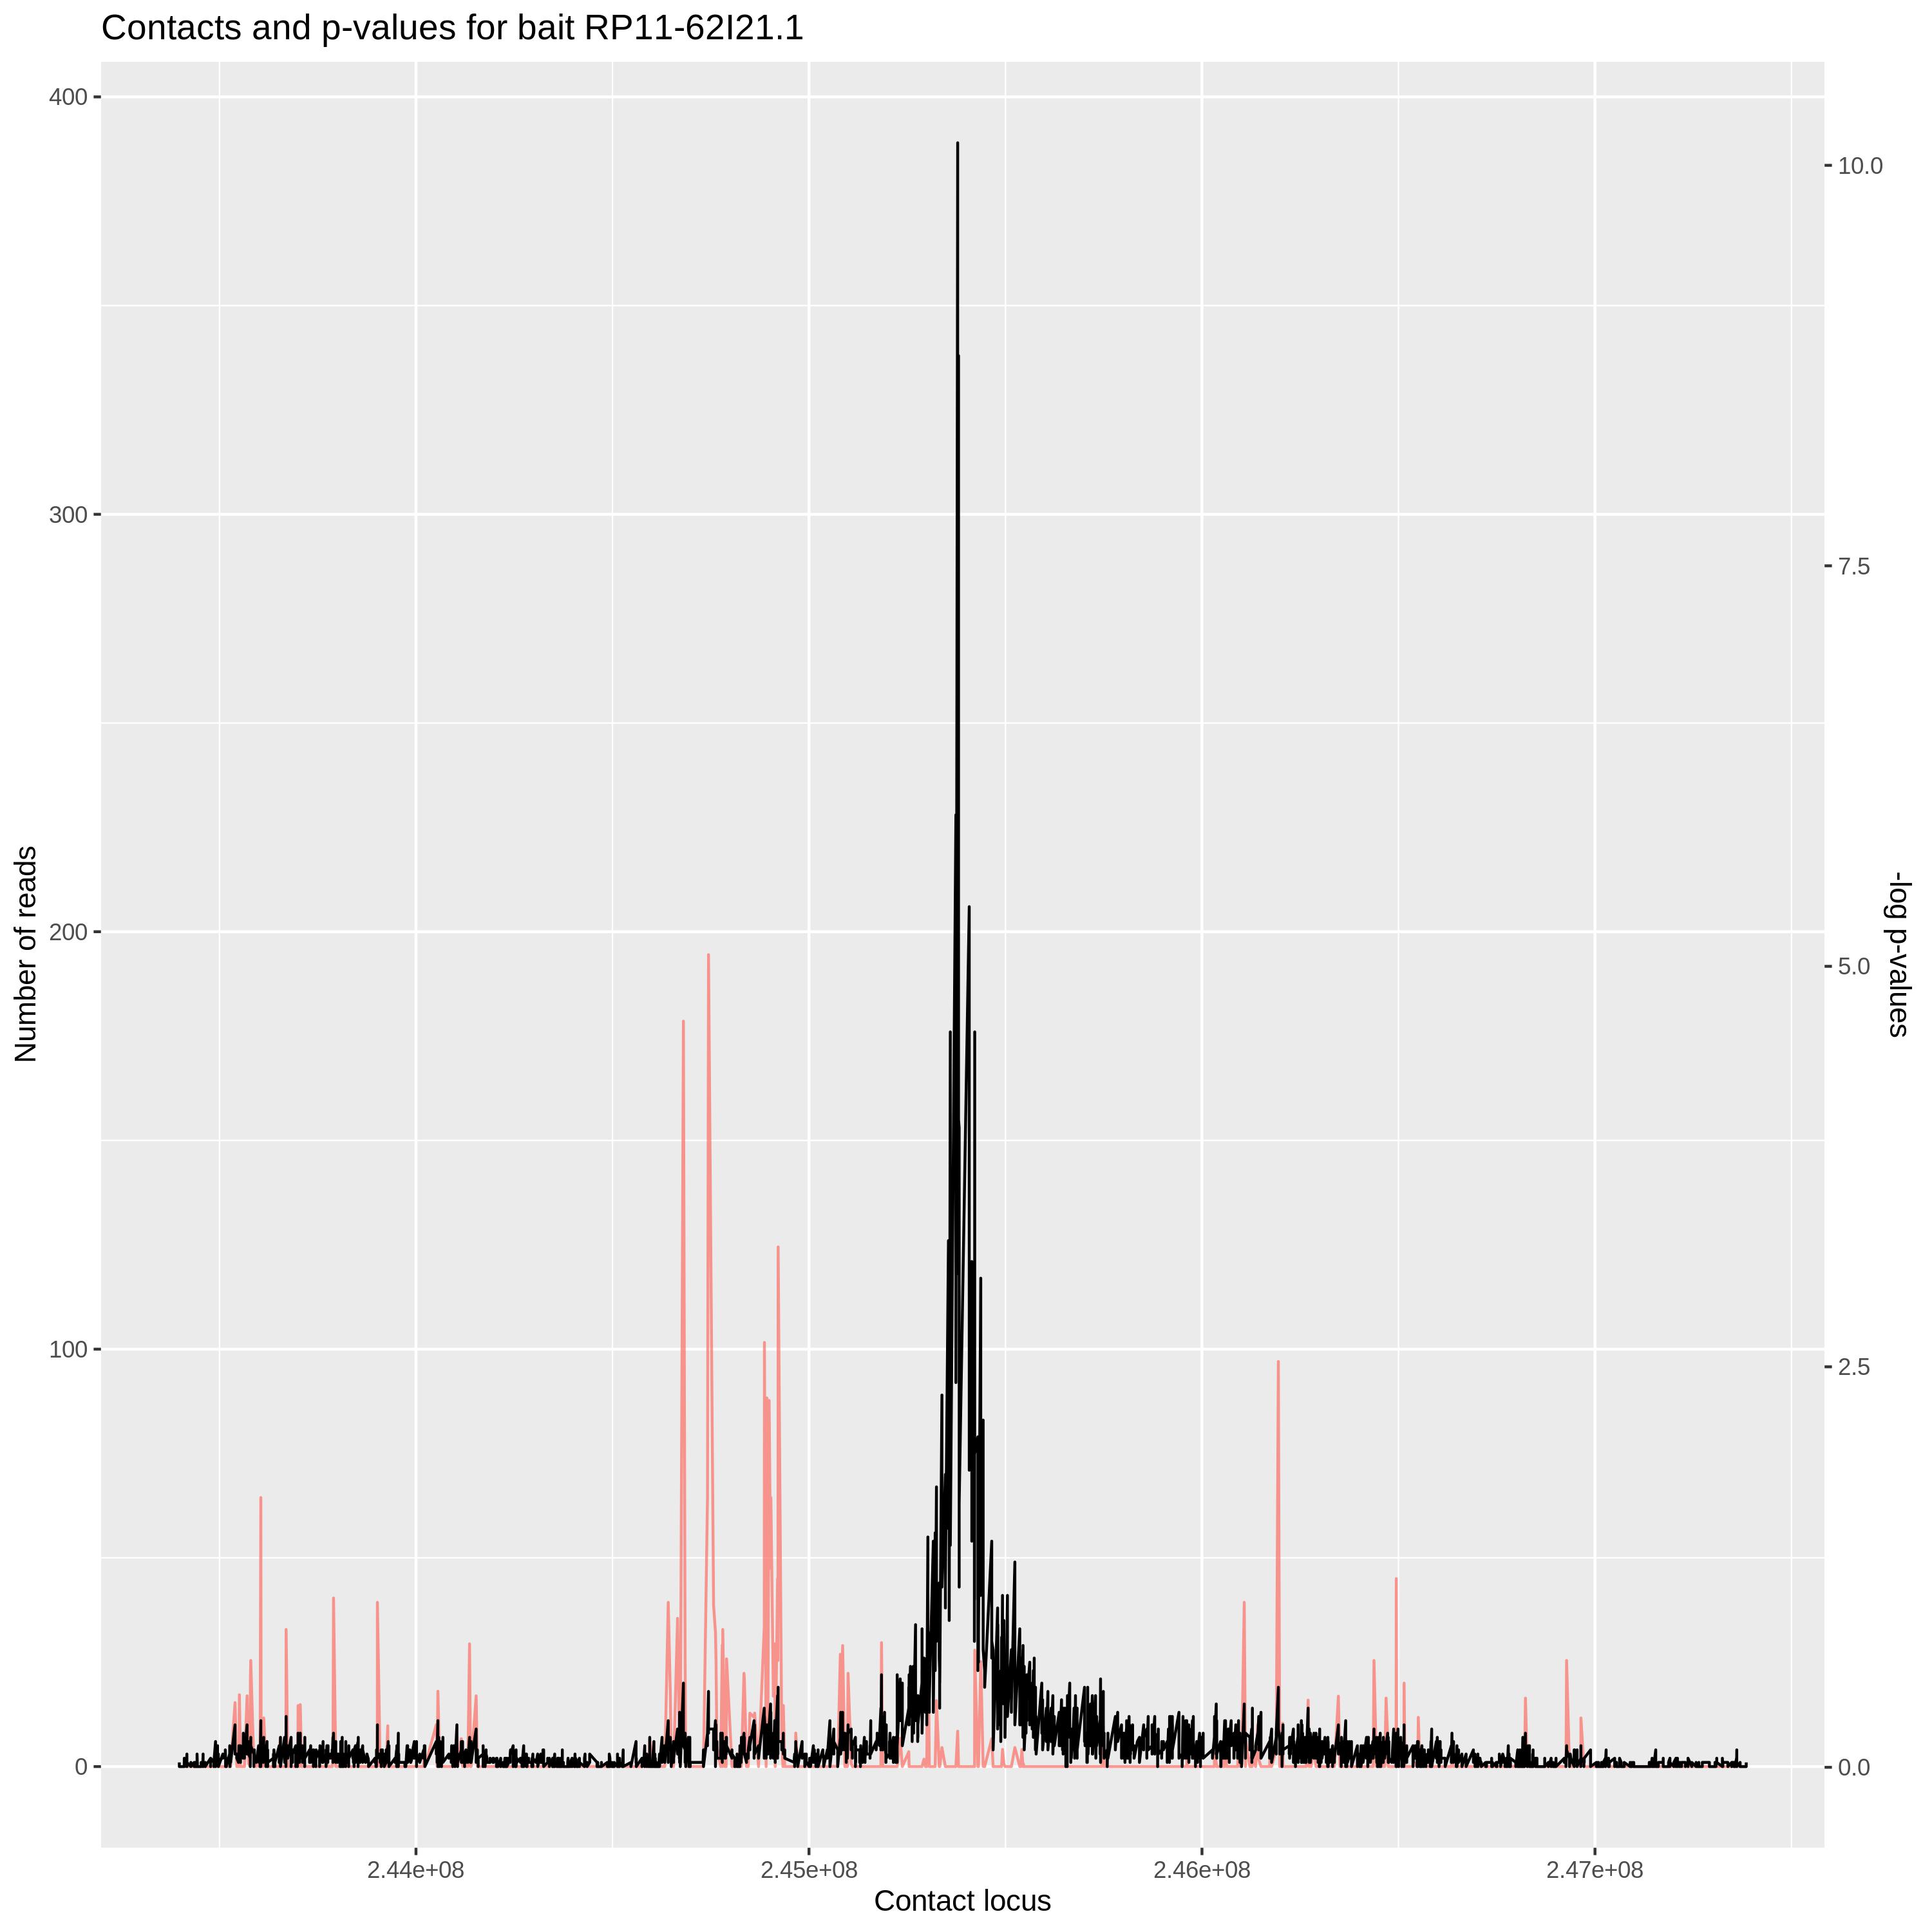 Contacts and p-values for bait RP11-62I21.1
400
300
200
100
0
Number of reads
10.0
7.5
5.0
2.5
0.0
-log p-values
2.44e+08 2.45e+08 2.46e+08 2.47e+08
Contact locus